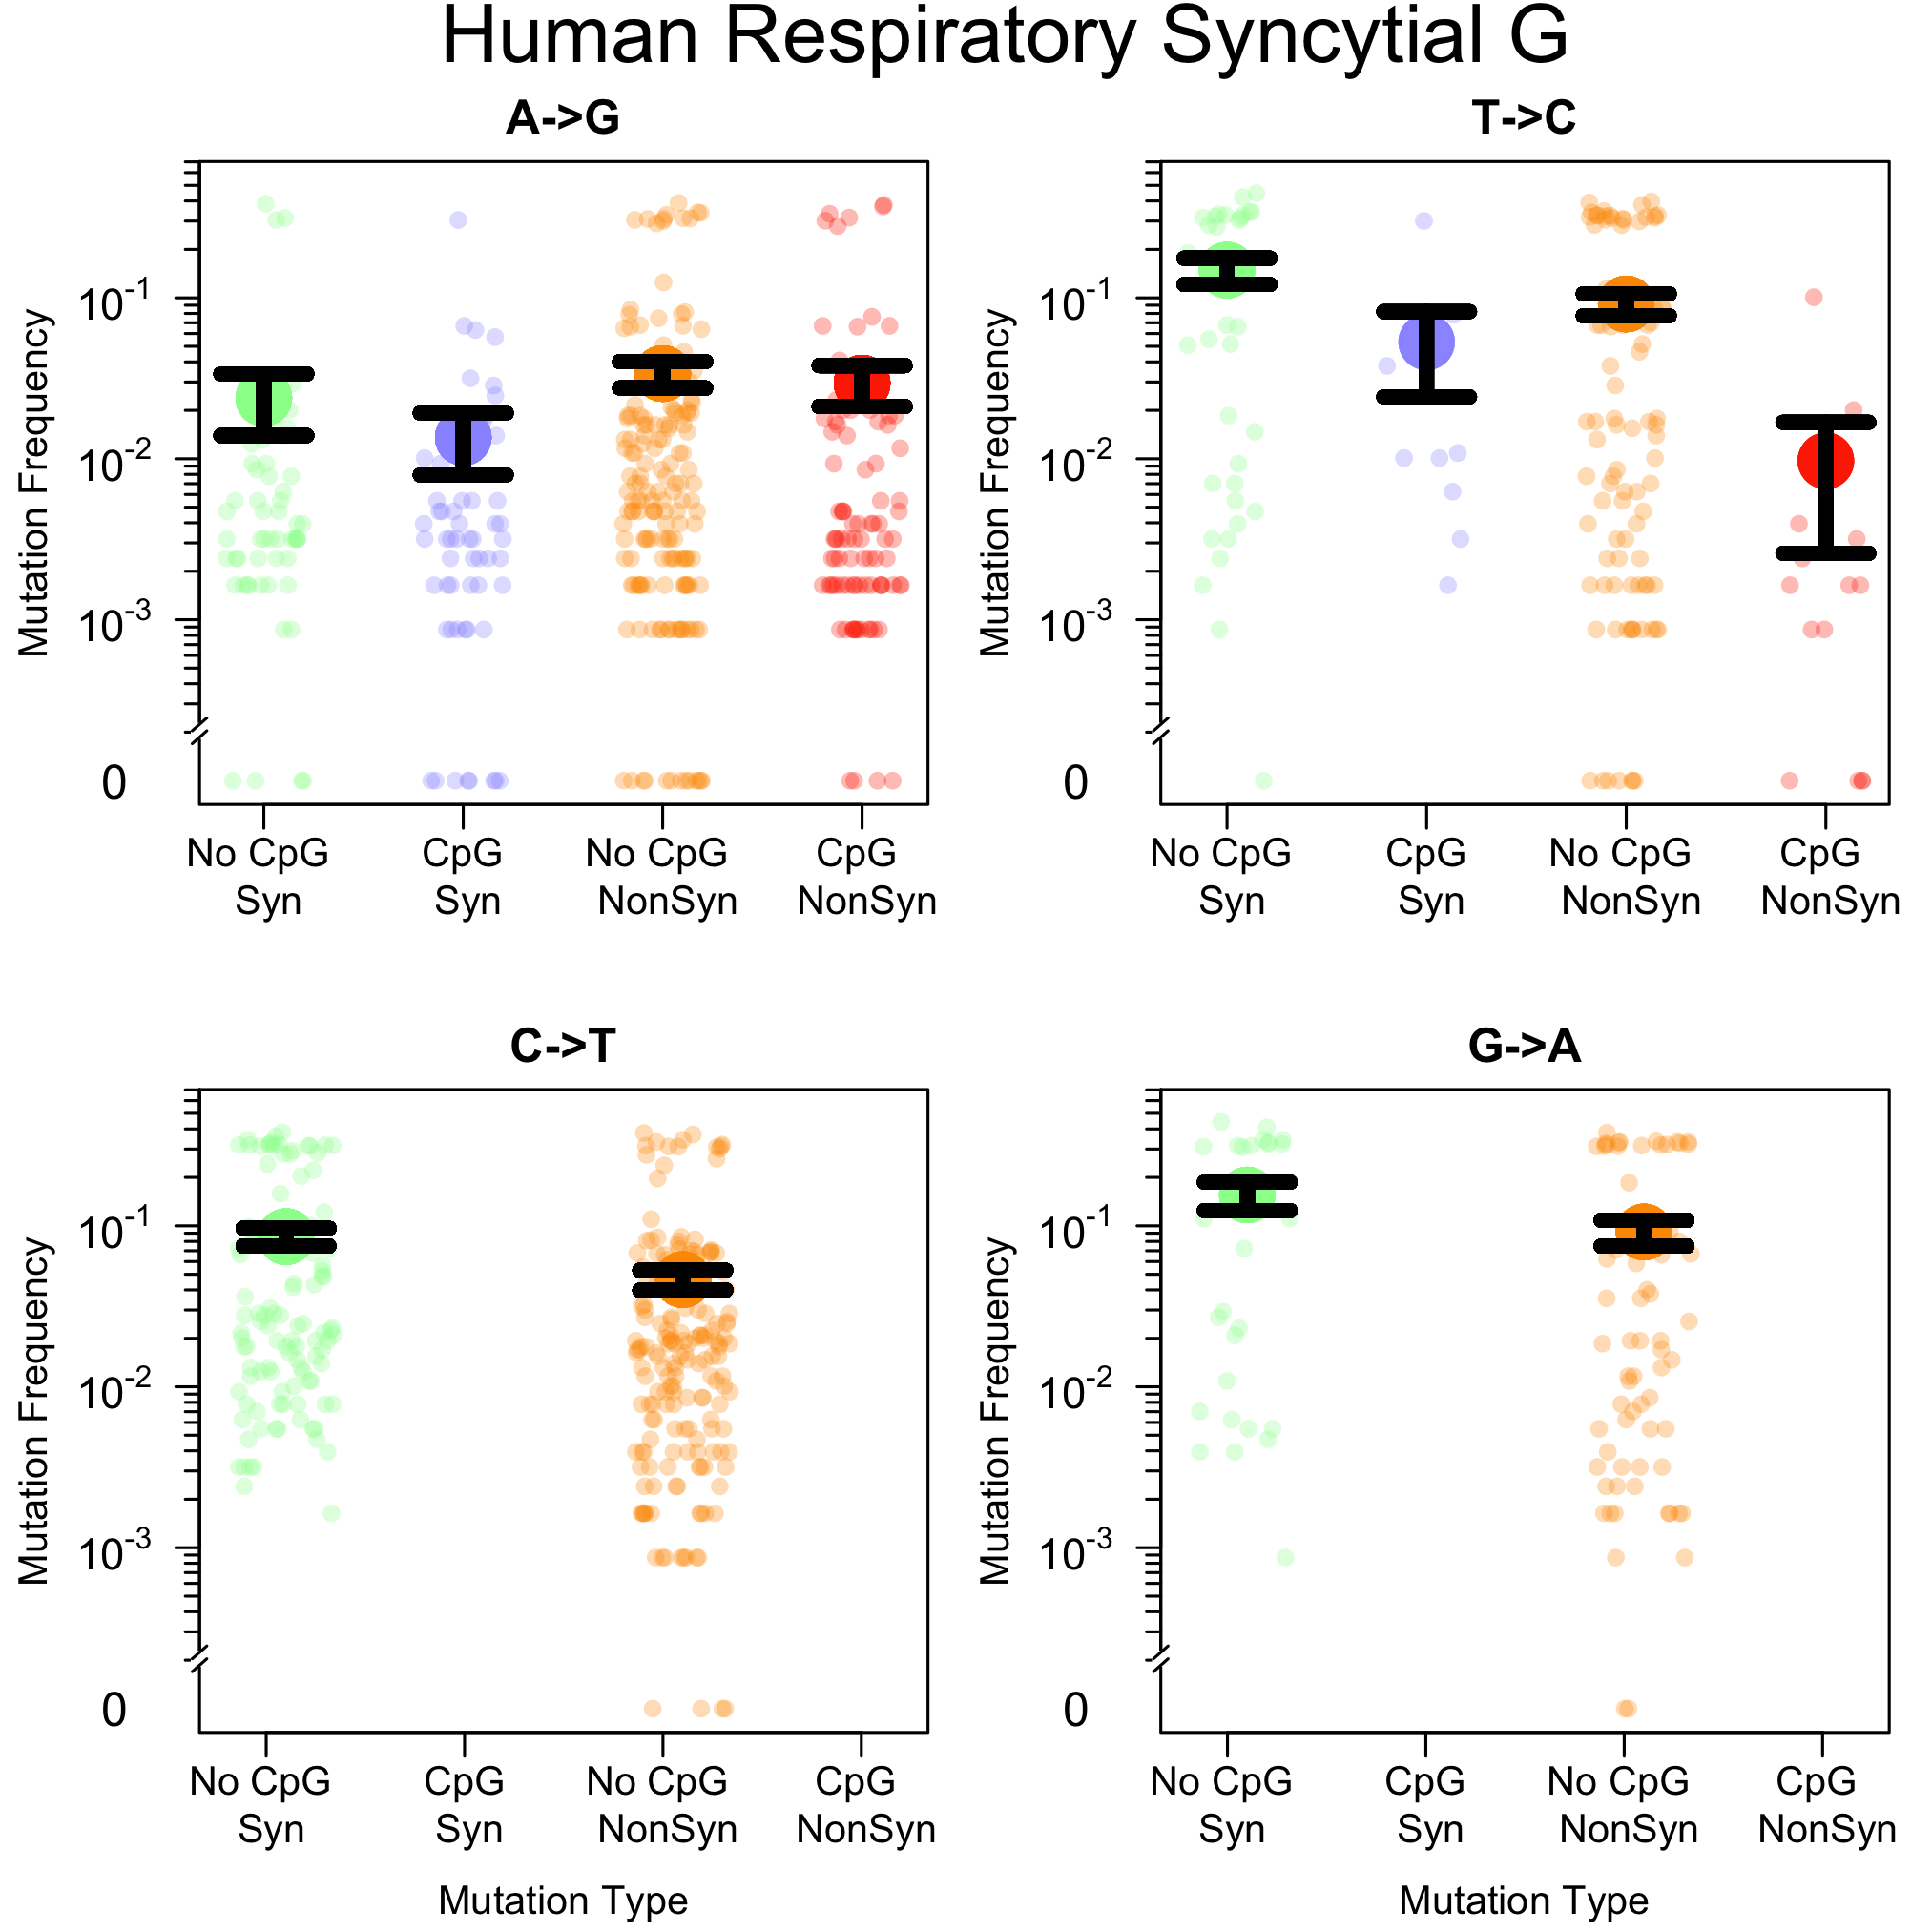 Human Respiratory Syncytial G
A->G
Mutation Frequency
10-1
10-2
10-3
0
No CpG Syn
CpG Syn
No CpG NonSyn
CpG NonSyn
T->C
Mutation Frequency
10-1
10-2
10-3
0
No CpG Syn
CpG Syn
No CpG NonSyn
CpG NonSyn
C->T
Mutation Frequency
10-1
10-2
10-3
0
No CpG Syn
CpG Syn
No CpG NonSyn
CpG NonSyn
Mutation Type
G->A
Mutation Frequency
10-1
10-2
10-3
0
No CpG Syn
CpG Syn
No CpG NonSyn
CpG NonSyn
Mutation Type